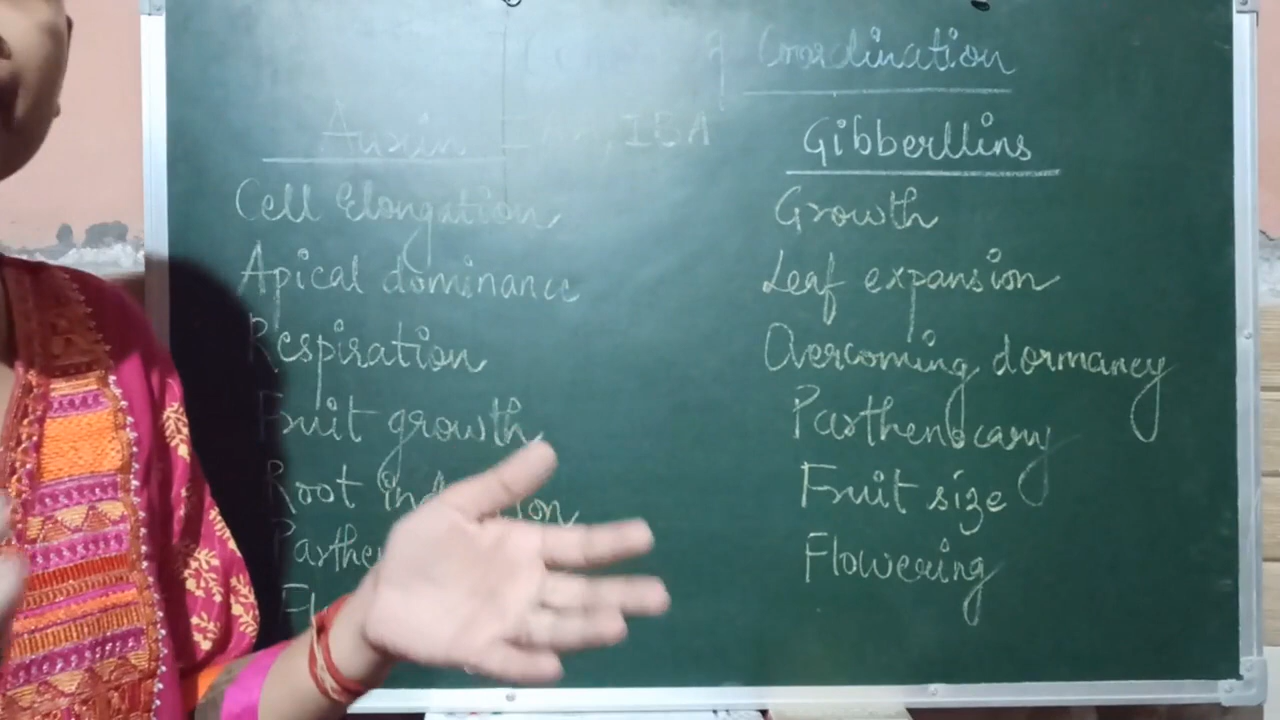 Coordination
Auxin IAA, IBA
Cell Elongation
Apical dominance
Respiration
Fruit growth
Root
Gibberllins
Growth
Leaf expansion
Overcoming dormancy
Parthenocary
Fruit size
Flowering